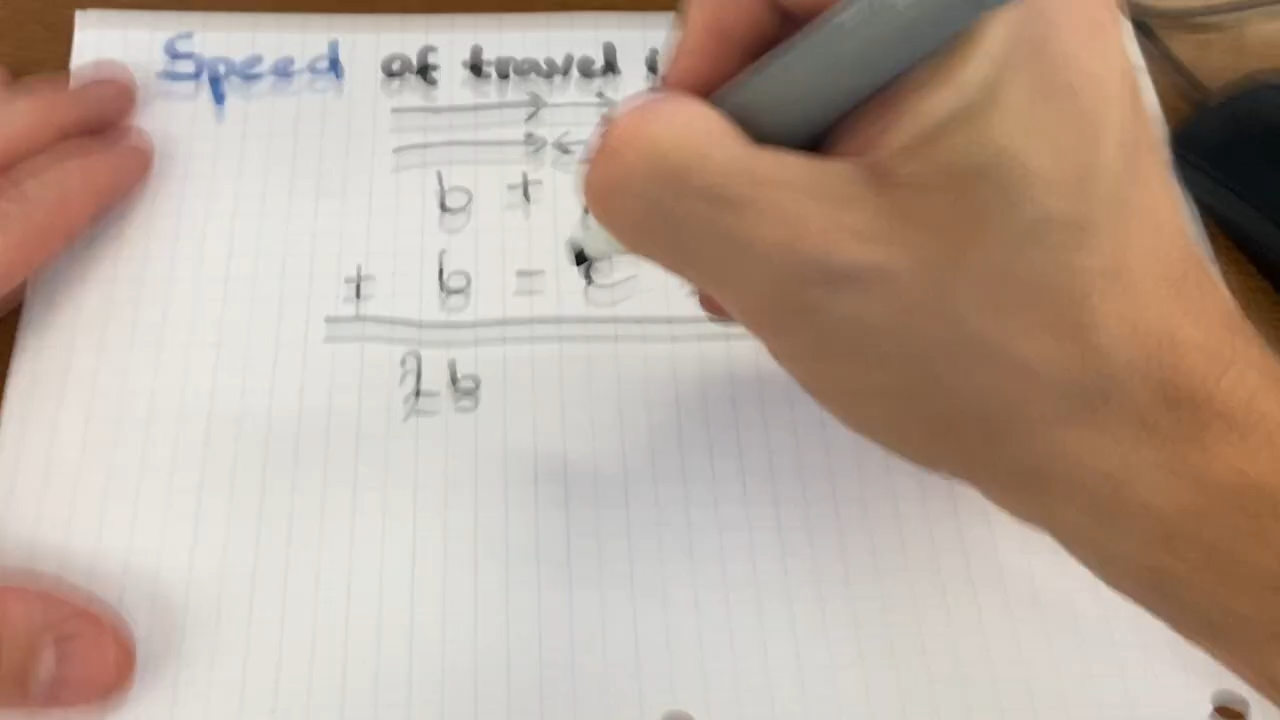 Speed of travel
b +
+ b = c
2b